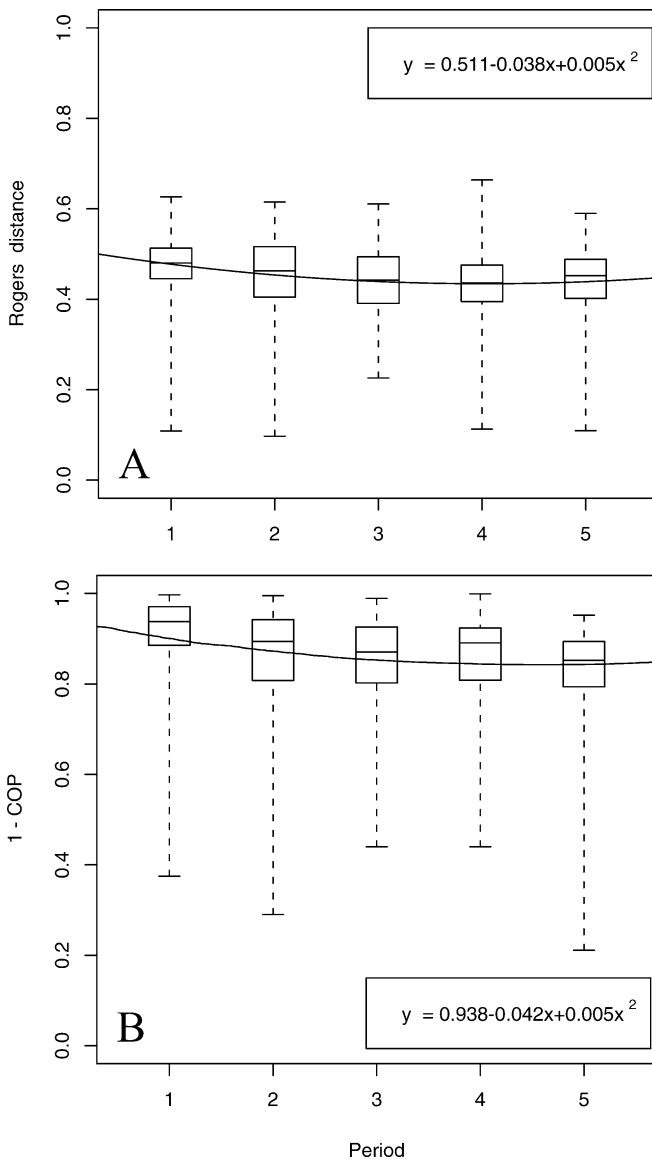 y = 0.511-0.038x+0.005x 2
1.0
0.8
0.6
0.4
0.2
0.0
Rogers distance
A
1 2 3 4 5
1.0
0.8
0.6
0.4
0.2
0.0
1 - COP
y = 0.938-0.042x+0.005x 2
B
1 2 3 4 5
Period